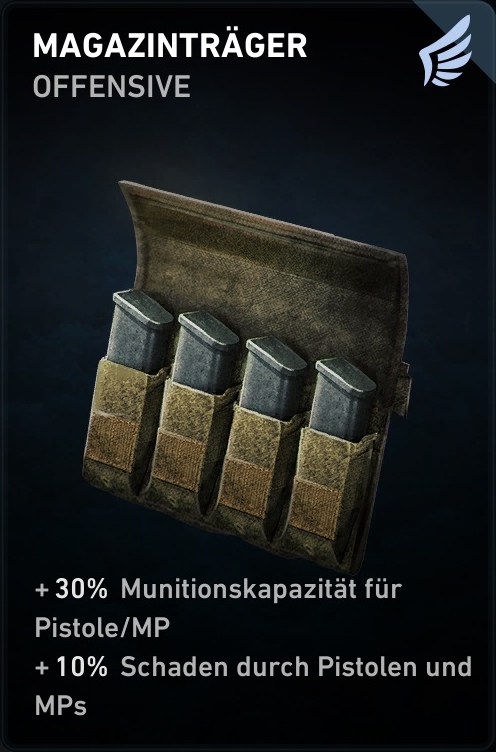 MAGAZINTRÄGER
OFFENSIVE
+ 30% Munitionskapazität für
Pistole/MP
+ 10% Schaden durch Pistolen und
MPs